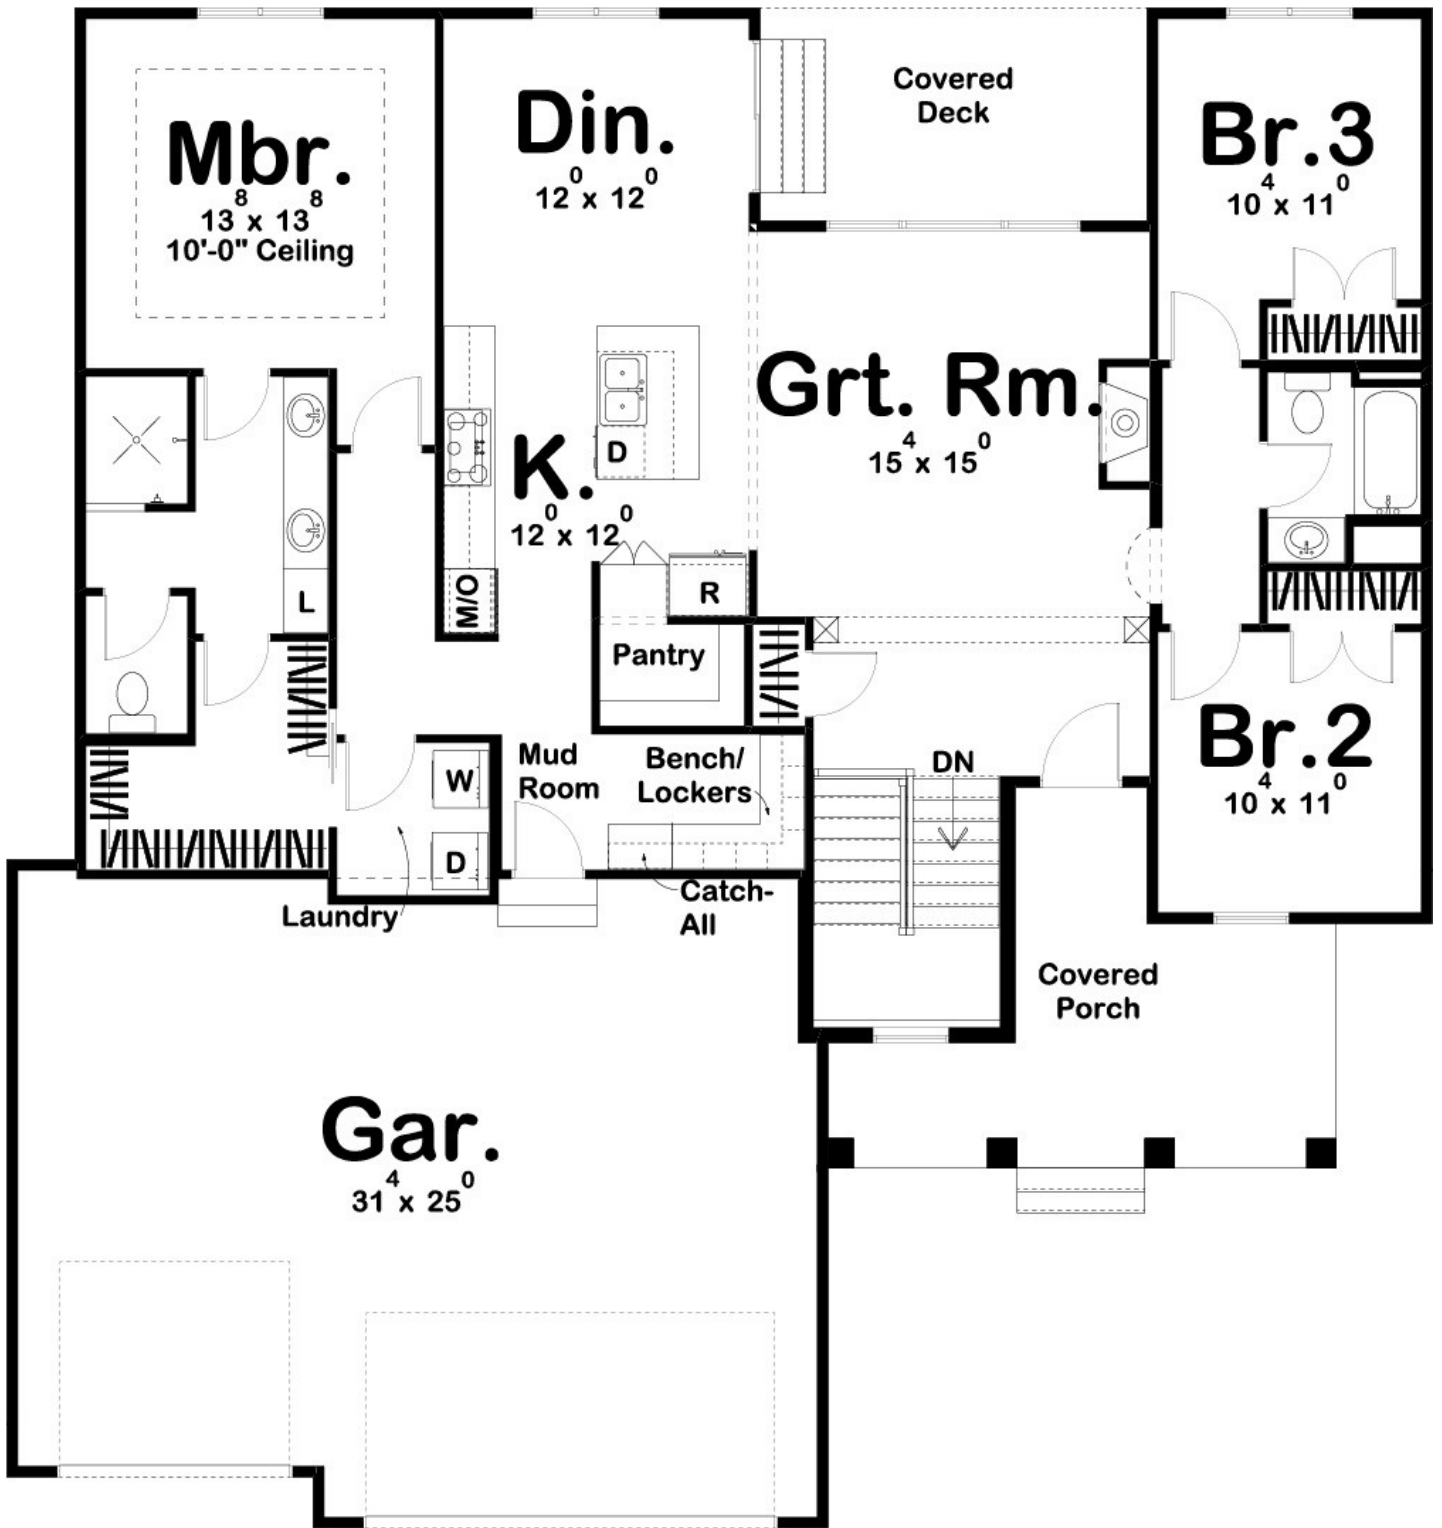 Mbr.
13⁸ x 13⁸
10'-0" Ceiling
Din.
12⁰ x 12⁰
Covered
Deck
Br.3
10⁴ x 11⁰
Grt. Rm.
15⁴ x 15⁰
K.
12⁰ x 12⁰
D
M/O
R
L
Pantry
Mud
Room
Bench/
Lockers
W
D
Laundry
Catch-
All
DN
Br.2
10⁴ x 11⁰
Covered
Porch
Gar.
31⁴ x 25⁰